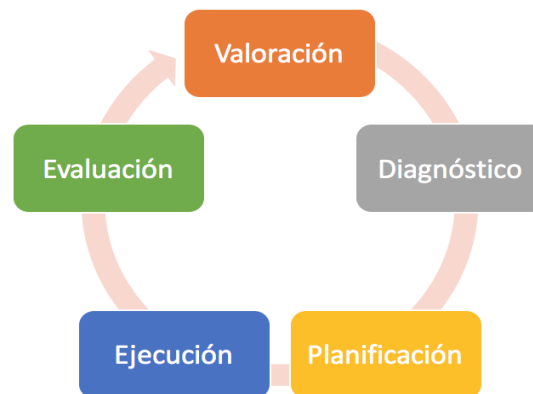 Valoración
Diagnóstico
Planificación
Ejecución
Evaluación